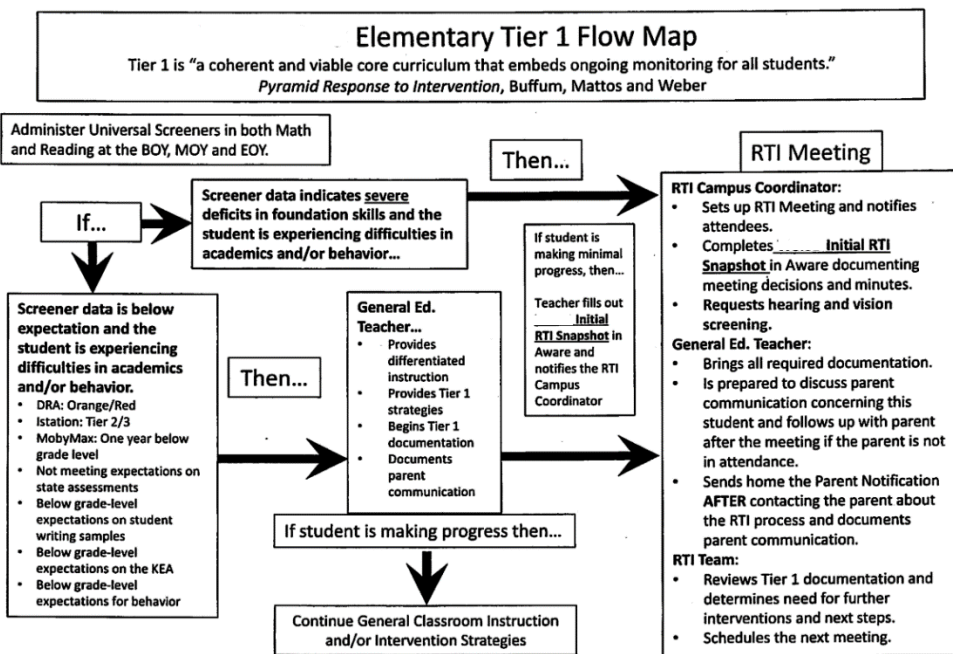 Elementary Tier 1 Flow Map
Tier 1 is “a coherent and viable core curriculum that embeds ongoing monitoring for all students.”
Pyramid Response to Intervention, Buffum, Mattos and Weber
Administer Universal Screeners in both Math
and Reading at the BOY, MOY and EOY.
If...
Screener data indicates severe
deficits in foundation skills and the
student is experiencing difficulties in
academics and/or behavior...
Then...
Screener data is below
expectation and the
student is experiencing
difficulties in academics
and/or behavior.
• DRA: Orange/Red
• Istation: Tier 2/3
• MobyMax: One year below
grade level
• Not meeting expectations on
state assessments
• Below grade-level
expectations on student
writing samples
• Below grade-level
expectations on the KEA
• Below grade-level
expectations for behavior
Then...
General Ed.
Teacher...
• Provides
differentiated
instruction
• Provides Tier 1
strategies
• Begins Tier 1
documentation
• Documents
parent
communication
If student is
making minimal
progress, then...
Teacher fills out
Initial
RTI Snapshot in
Aware and
notifies the RTI
Campus
Coordinator
If student is making progress then...
Continue General Classroom Instruction
and/or Intervention Strategies
RTI Meeting
RTI Campus Coordinator:
• Sets up RTI Meeting and notifies
attendees.
• Completes Initial RTI
Snapshot in Aware documenting
meeting decisions and minutes.
• Requests hearing and vision
screening.
General Ed. Teacher:
• Brings all required documentation.
• Is prepared to discuss parent
communication concerning this
student and follows up with parent
after the meeting if the parent is not
in attendance.
• Sends home the Parent Notification
AFTER contacting the parent about
the RTI process and documents
parent communication.
RTI Team:
• Reviews Tier 1 documentation and
determines need for further
interventions and next steps.
• Schedules the next meeting.